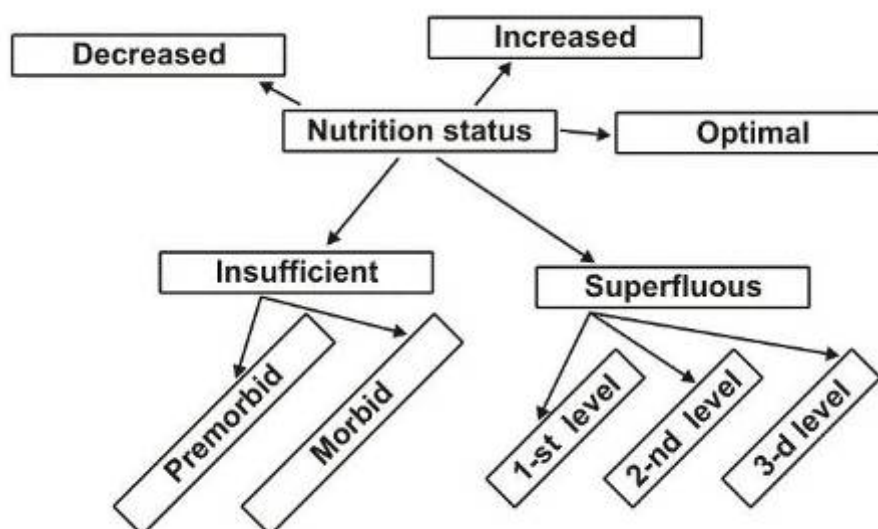 Increased
Decreased
Nutrition status
Optimal
Insufficient
Superfluous
Premorbid
Morbid
1-st level
2-nd level
3-d level